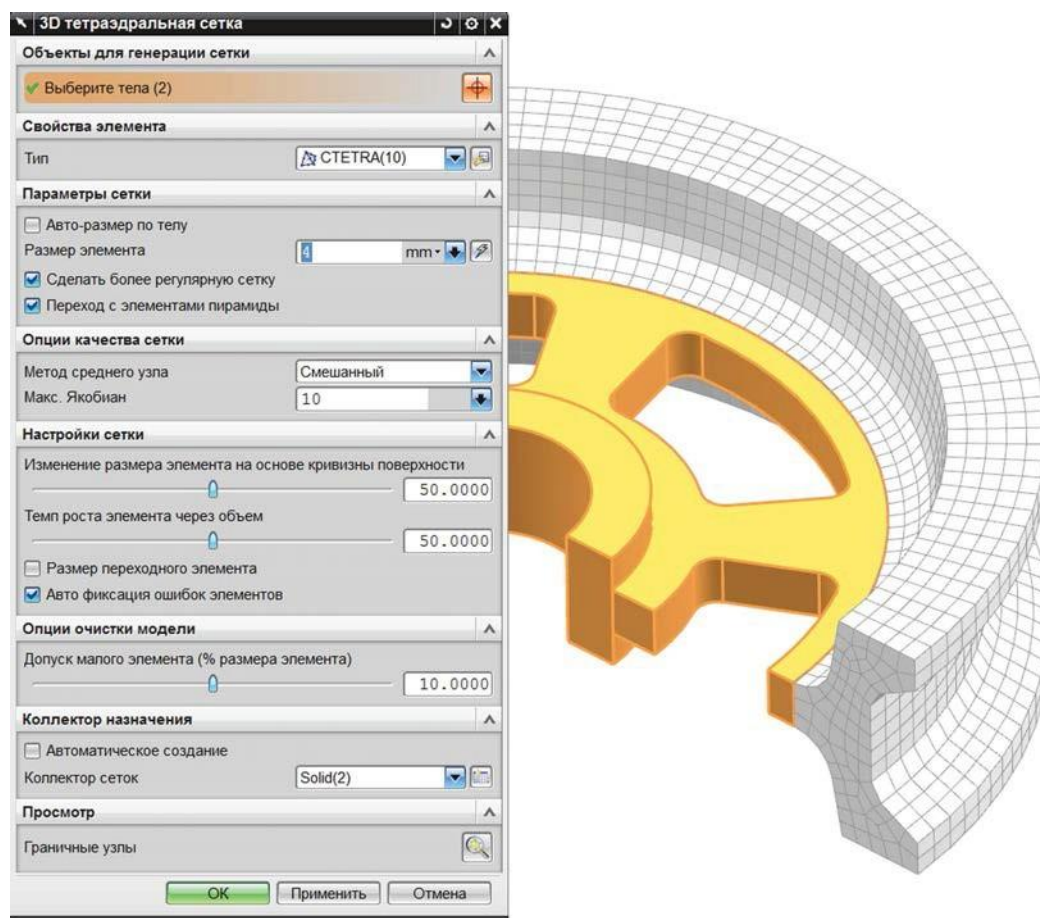 3D тетраэдральная сетка
Объекты для генерации сетки
Выберите тела (2)
Свойства элемента
Тип CTETRA(10)
Параметры сетки
Авто-размер по телу
Размер элемента 4 mm
Сделать более регулярную сетку
Переход с элементами пирамиды
Опции качества сетки
Метод среднего узла Смешанный
Макс. Якобиан 10
Настройки сетки
Изменение размера элемента на основе кривизны поверхности
50.0000
Темп роста элемента через объем
50.0000
Размер переходного элемента
Авто фиксация ошибок элементов
Опции очистки модели
Допуск малого элемента (% размера элемента)
10.0000
Коллектор назначения
Автоматическое создание
Коллектор сеток Solid(2)
Просмотр
Граничные узлы
ОК Применить Отмена